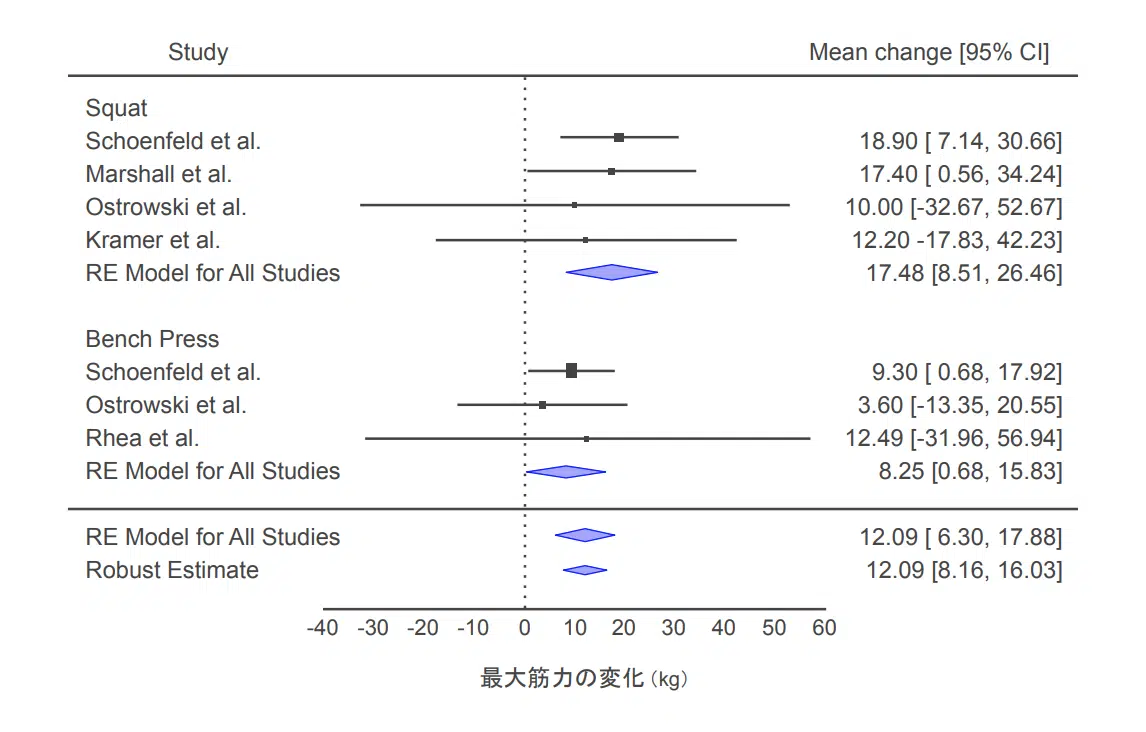 Study Mean change [95% CI]
Squat
Schoenfeld et al. 18.90 [ 7.14, 30.66]
Marshall et al. 17.40 [ 0.56, 34.24]
Ostrowski et al. 10.00 [-32.67, 52.67]
Kramer et al. 12.20 -17.83, 42.23]
RE Model for All Studies 17.48 [8.51, 26.46]
Bench Press
Schoenfeld et al. 9.30 [ 0.68, 17.92]
Ostrowski et al. 3.60 [-13.35, 20.55]
Rhea et al. 12.49 [-31.96, 56.94]
RE Model for All Studies 8.25 [0.68, 15.83]
RE Model for All Studies 12.09 [ 6.30, 17.88]
Robust Estimate 12.09 [8.16, 16.03]
-40 -30 -20 -10 0 10 20 30 40 50 60
最大筋力の変化（kg）